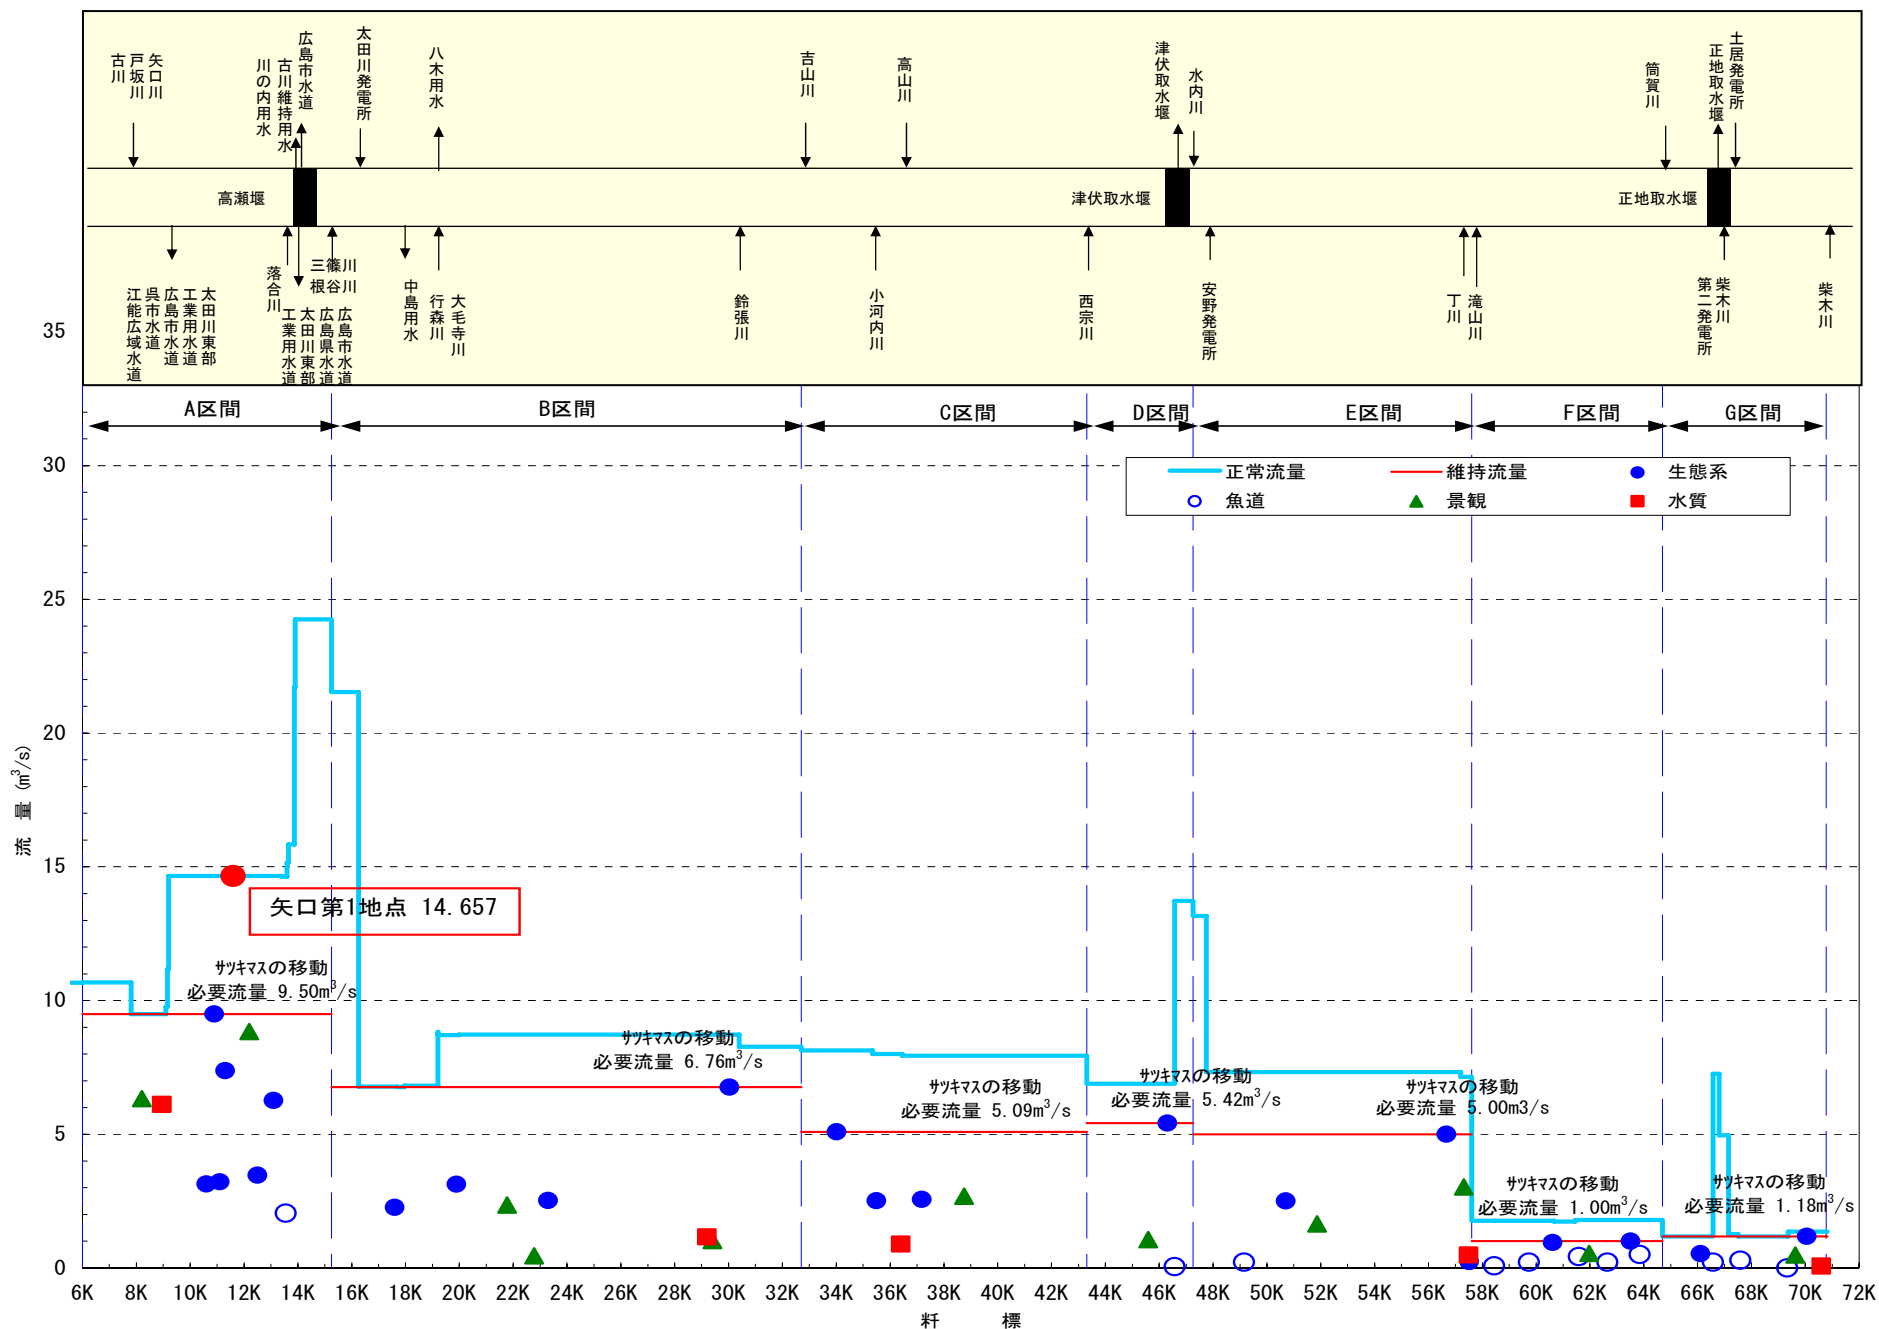 古川
戸坂川
矢口川
川の内用水
古川維持用水
広島市水道
太田川発電所
八木用水
吉山川
高山川
津伏取水堰
水内川
筒賀川
正地取水堰
土居発電所
高瀬堰
津伏取水堰
正地取水堰
江能広域水道
呉市水道
広島市水道
工業用水道
太田川東部
落合川
工業用水道
太田川東部
三篠川
根谷川
広島県水道
広島市水道
中島用水
行森川
大毛寺川
鈴張川
小河内川
西宗川
安野発電所
丁川
滝山川
第二発電所
柴木川
柴木川
A区間
B区間
C区間
D区間
E区間
F区間
G区間
正常流量
維持流量
生態系
魚道
景観
水質
35
30
25
20
15
10
5
0
流 量 (m³/s)
矢口第1地点 14.657
ｻﾂｷﾏｽの移動
必要流量 9.50m³/s
ｻﾂｷﾏｽの移動
必要流量 6.76m³/s
ｻﾂｷﾏｽの移動
必要流量 5.09m³/s
ｻﾂｷﾏｽの移動
必要流量 5.42m³/s
ｻﾂｷﾏｽの移動
必要流量 5.00m3/s
ｻﾂｷﾏｽの移動
必要流量 1.00m³/s
ｻﾂｷﾏｽの移動
必要流量 1.18m³/s
6K 8K 10K 12K 14K 16K 18K 20K 22K 24K 26K 28K 30K 32K 34K 36K 38K 40K 42K 44K 46K 48K 50K 52K 54K 56K 58K 60K 62K 64K 66K 68K 70K 72K
粁 標